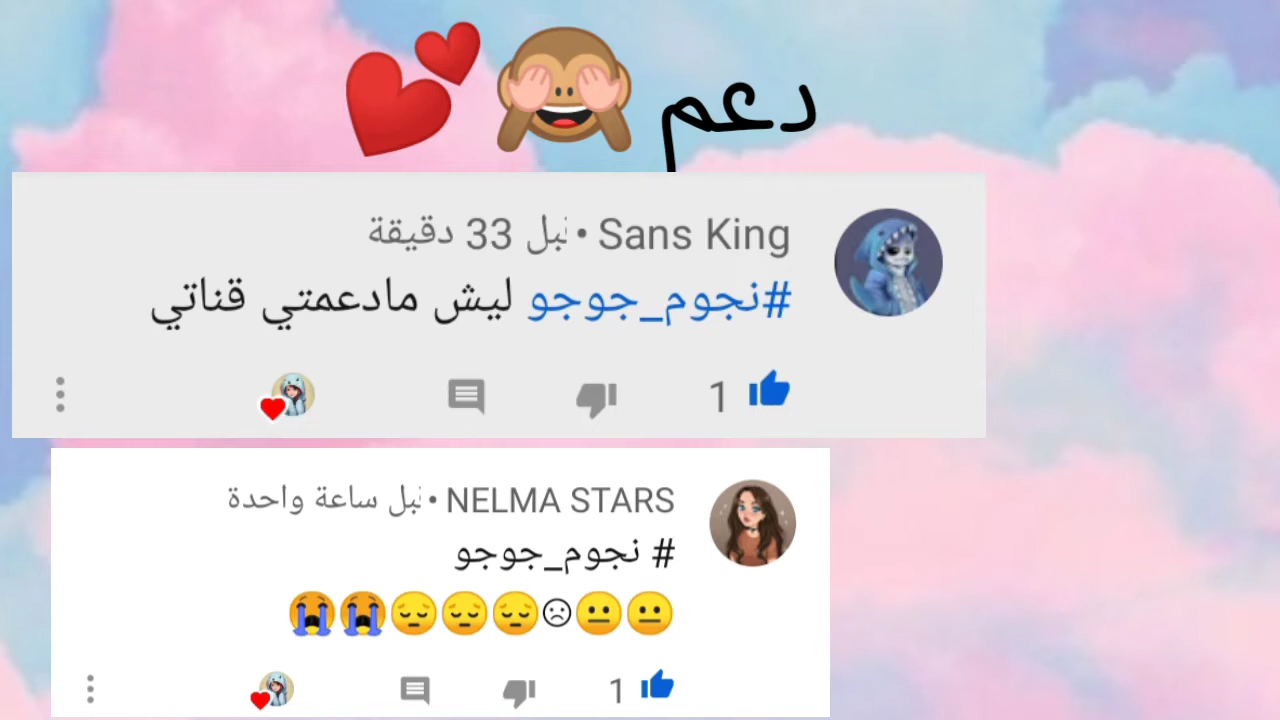 دعم 🙈💕
Sans King • قبل 33 دقيقة
#نجوم_جوجو ليش مادعمتي قناتي
1
NELMA STARS • قبل ساعة واحدة
# نجوم_جوجو
😐😐☹😔😔😔😭😭
1